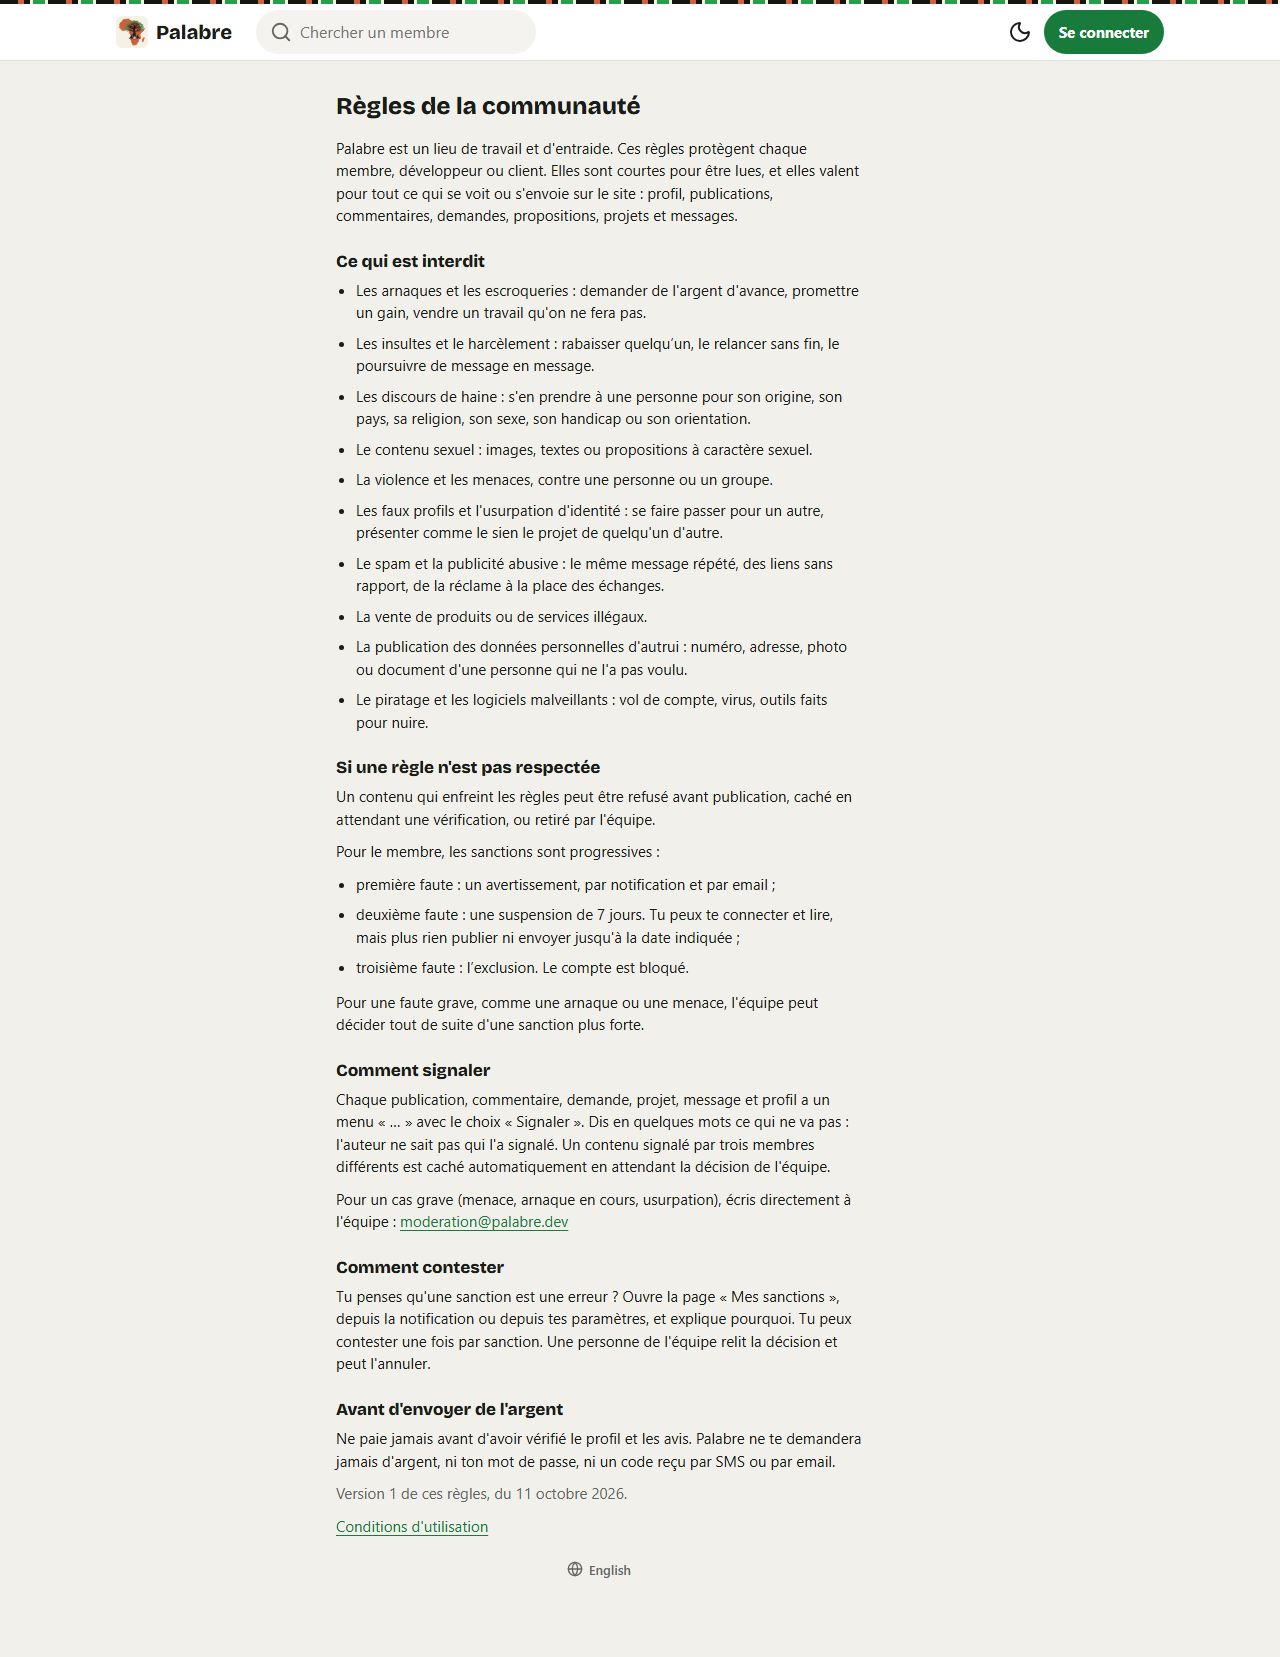 Palabre
Chercher un membre
Se connecter
Règles de la communauté
Palabre est un lieu de travail et d'entraide. Ces règles protègent chaque
membre, développeur ou client. Elles sont courtes pour être lues, et elles valent
pour tout ce qui se voit ou s'envoie sur le site : profil, publications,
commentaires, demandes, propositions, projets et messages.
Ce qui est interdit
• Les arnaques et les escroqueries : demander de l'argent d'avance, promettre
un gain, vendre un travail qu'on ne fera pas.
• Les insultes et le harcèlement : rabaisser quelqu'un, le relancer sans fin, le
poursuivre de message en message.
• Les discours de haine : s'en prendre à une personne pour son origine, son
pays, sa religion, son sexe, son handicap ou son orientation.
• Le contenu sexuel : images, textes ou propositions à caractère sexuel.
• La violence et les menaces, contre une personne ou un groupe.
• Les faux profils et l'usurpation d'identité : se faire passer pour un autre,
présenter comme le sien le projet de quelqu'un d'autre.
• Le spam et la publicité abusive : le même message répété, des liens sans
rapport, de la réclame à la place des échanges.
• La vente de produits ou de services illégaux.
• La publication des données personnelles d'autrui : numéro, adresse, photo
ou document d'une personne qui ne l'a pas voulu.
• Le piratage et les logiciels malveillants : vol de compte, virus, outils faits
pour nuire.
Si une règle n'est pas respectée
Un contenu qui enfreint les règles peut être refusé avant publication, caché en
attendant une vérification, ou retiré par l'équipe.
Pour le membre, les sanctions sont progressives :
• première faute : un avertissement, par notification et par email ;
• deuxième faute : une suspension de 7 jours. Tu peux te connecter et lire,
mais plus rien publier ni envoyer jusqu'à la date indiquée ;
• troisième faute : l'exclusion. Le compte est bloqué.
Pour une faute grave, comme une arnaque ou une menace, l'équipe peut
décider tout de suite d'une sanction plus forte.
Comment signaler
Chaque publication, commentaire, demande, projet, message et profil a un
menu « ... » avec le choix « Signaler ». Dis en quelques mots ce qui ne va pas :
l'auteur ne sait pas qui l'a signalé. Un contenu signalé par trois membres
différents est caché automatiquement en attendant la décision de l'équipe.
Pour un cas grave (menace, arnaque en cours, usurpation), écris directement à
l'équipe : moderation@palabre.dev
Comment contester
Tu penses qu'une sanction est une erreur ? Ouvre la page « Mes sanctions »,
depuis la notification ou depuis tes paramètres, et explique pourquoi. Tu peux
contester une fois par sanction. Une personne de l'équipe relit la décision et
peut l'annuler.
Avant d'envoyer de l'argent
Ne paie jamais avant d'avoir vérifié le profil et les avis. Palabre ne te demandera
jamais d'argent, ni ton mot de passe, ni un code reçu par SMS ou par email.
Version 1 de ces règles, du 11 octobre 2026.
Conditions d'utilisation
English